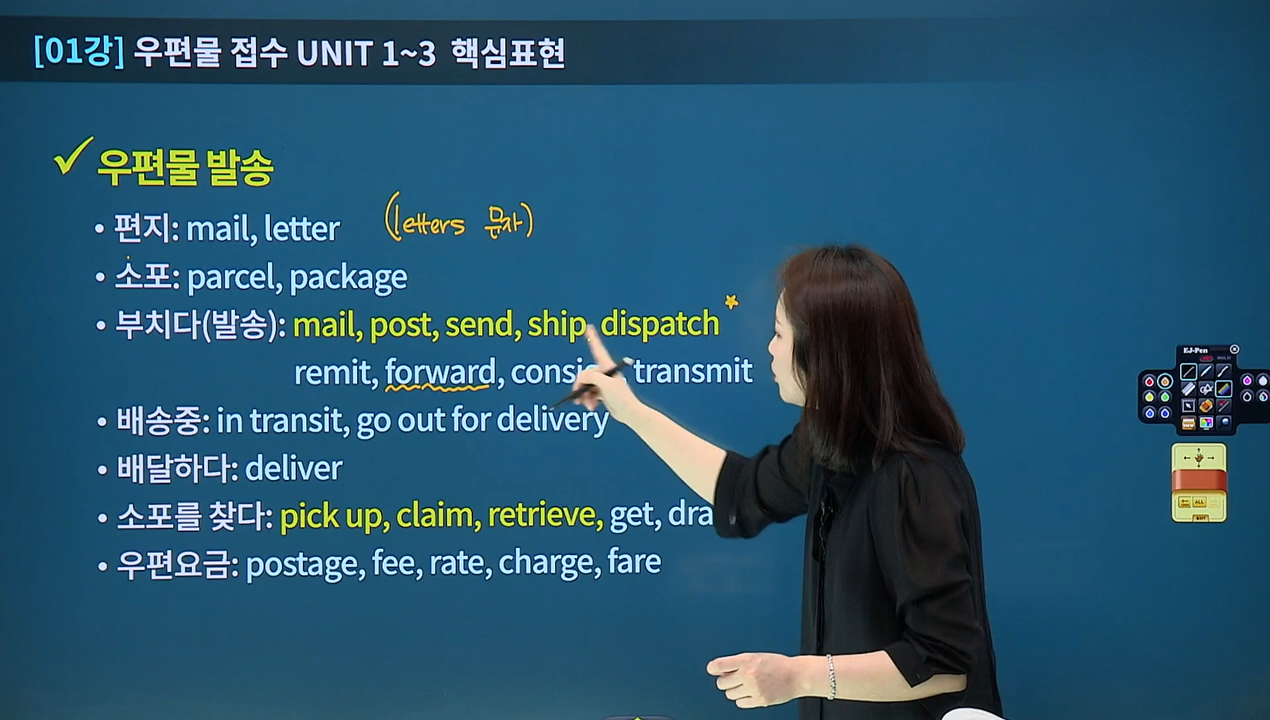 [01강] 우편물 접수 UNIT 1~3 핵심표현
우편물 발송
• 편지: mail, letter (letters 문자)
• 소포: parcel, package
• 부치다(발송): mail, post, send, ship, dispatch
remit, forward, transmit
• 배송중: in transit, go out for delivery
• 배달하다: deliver
• 소포를 찾다: pick up, claim, retrieve, get,
• 우편요금: postage, fee, rate, charge, fare
EJ-Pen
ALL
EXIT